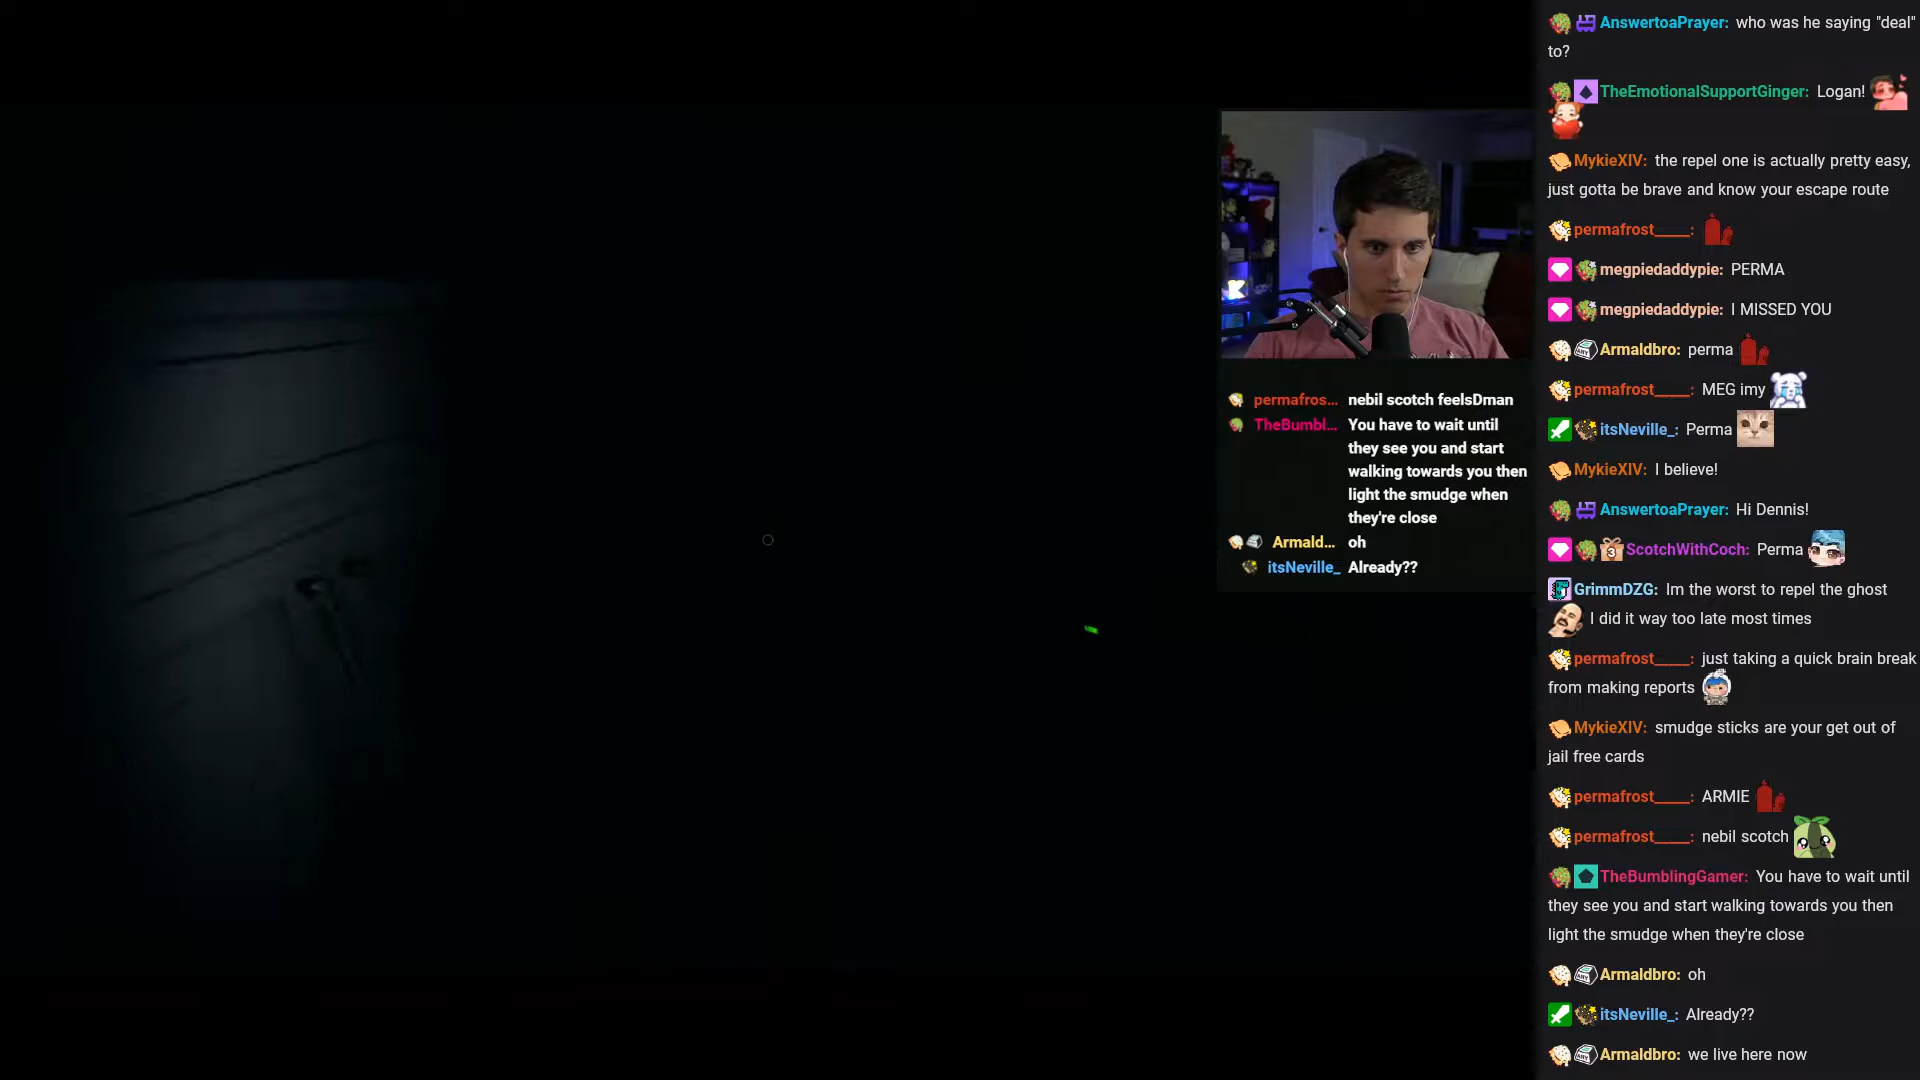 permafros... nebil scotch feelsDman
TheBumbl... You have to wait until
they see you and start
walking towards you then
light the smudge when
they're close
Armald... oh
itsNeville_ Already??
AnswertoaPrayer: who was he saying "deal"
to?
TheEmotionalSupportGinger: Logan!
MykieXIV: the repel one is actually pretty easy,
just gotta be brave and know your escape route
permafrost_____:
megpiedaddypie: PERMA
megpiedaddypie: I MISSED YOU
Armaldbro: perma
permafrost_____: MEG imy
itsNeville_: Perma
MykieXIV: I believe!
AnswertoaPrayer: Hi Dennis!
3 ScotchWithCoch: Perma
GrimmDZG: Im the worst to repel the ghost
I did it way too late most times
permafrost_____: just taking a quick brain break
from making reports
MykieXIV: smudge sticks are your get out of
jail free cards
permafrost_____: ARMIE
permafrost_____: nebil scotch
TheBumblingGamer: You have to wait until
they see you and start walking towards you then
light the smudge when they're close
Armaldbro: oh
itsNeville_: Already??
Armaldbro: we live here now